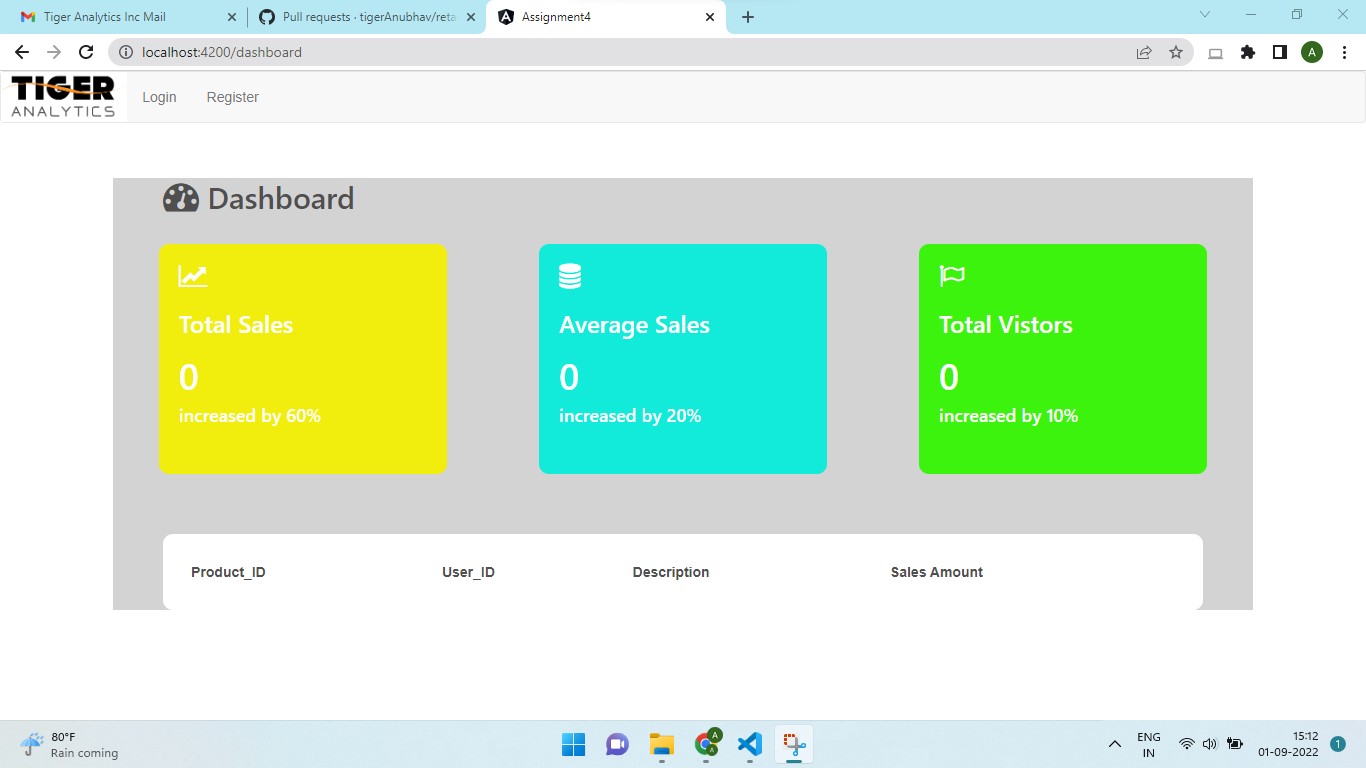 Tiger Analytics Inc Mail
Pull requests · tigerAnubhav/reta
Assignment4
localhost:4200/dashboard
A
TIGER
ANALYTICS
Login
Register
Dashboard
Total Sales
0
increased by 60%
Average Sales
0
increased by 20%
Total Vistors
0
increased by 10%
Product_ID
User_ID
Description
Sales Amount
80°F
Rain coming
A
A
ENG
IN
15:12
01-09-2022
1